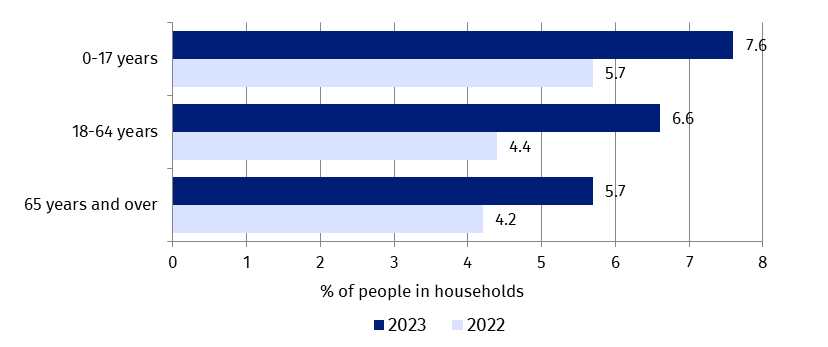 0-17 years
7.6
5.7
18-64 years
6.6
4.4
65 years and over
5.7
4.2
0 1 2 3 4 5 6 7 8
% of people in households
2023 2022